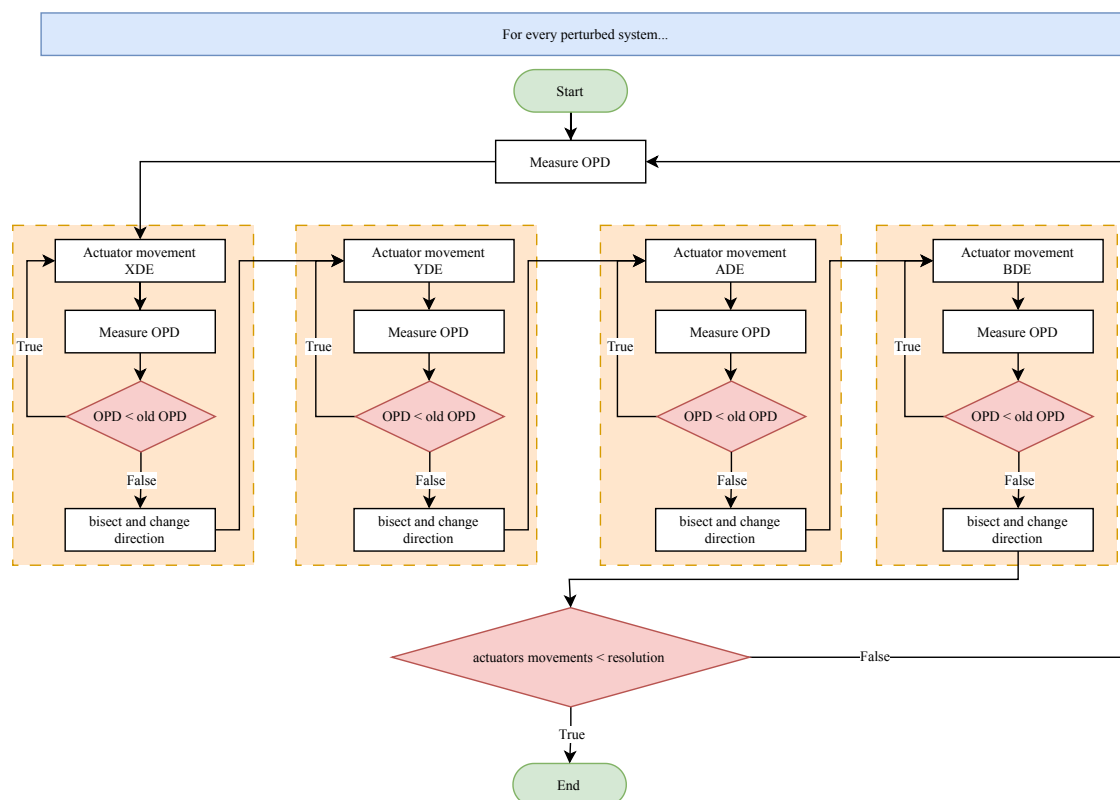 For every perturbed system...
Start
Measure OPD
Actuator movement
XDE
Measure OPD
True
OPD < old OPD
False
bisect and change
direction
Actuator movement
YDE
Measure OPD
True
OPD < old OPD
False
bisect and change
direction
Actuator movement
ADE
Measure OPD
True
OPD < old OPD
False
bisect and change
direction
Actuator movement
BDE
Measure OPD
True
OPD < old OPD
False
bisect and change
direction
actuators movements < resolution
False
True
End